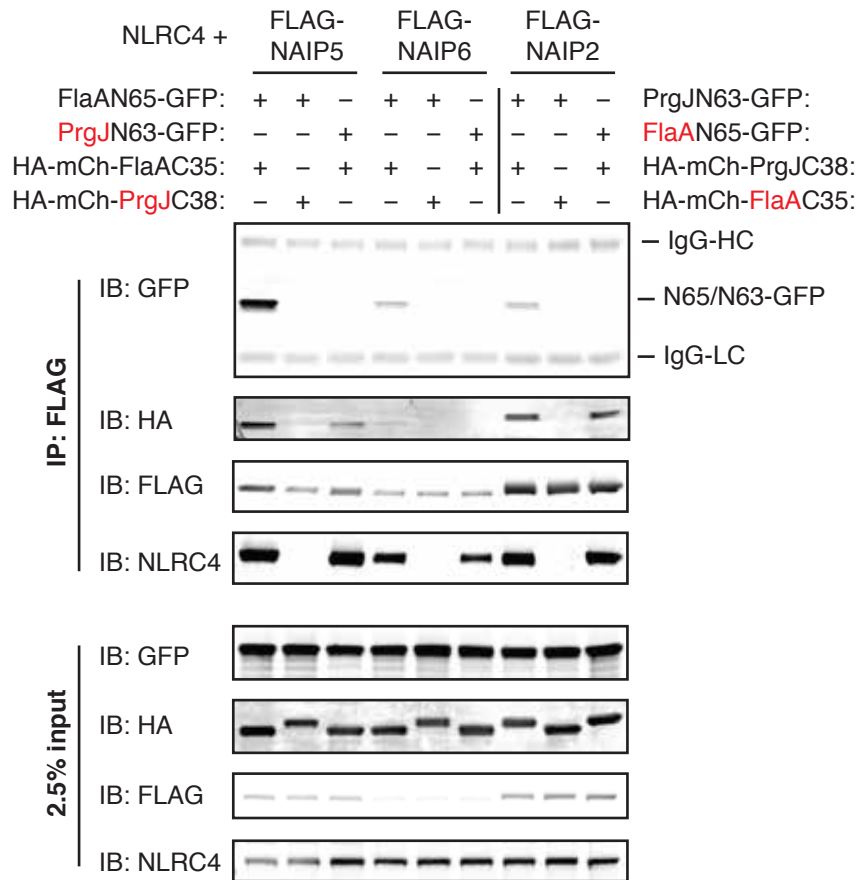 NLRC4 + FLAG-NAIP5 FLAG-NAIP6 FLAG-NAIP2
FlaAN65-GFP: + + – + + – + + – PrgJN63-GFP:
PrgJN63-GFP: – – + – – + – – + FlaAN65-GFP:
HA-mCh-FlaAC35: + – + + – + + – + HA-mCh-PrgJC38:
HA-mCh-PrgJC38: – + – – + – – + – HA-mCh-FlaAC35:
IP: FLAG
– IgG-HC
IB: GFP – N65/N63-GFP
– IgG-LC
IB: HA
IB: FLAG
IB: NLRC4
2.5% input
IB: GFP
IB: HA
IB: FLAG
IB: NLRC4